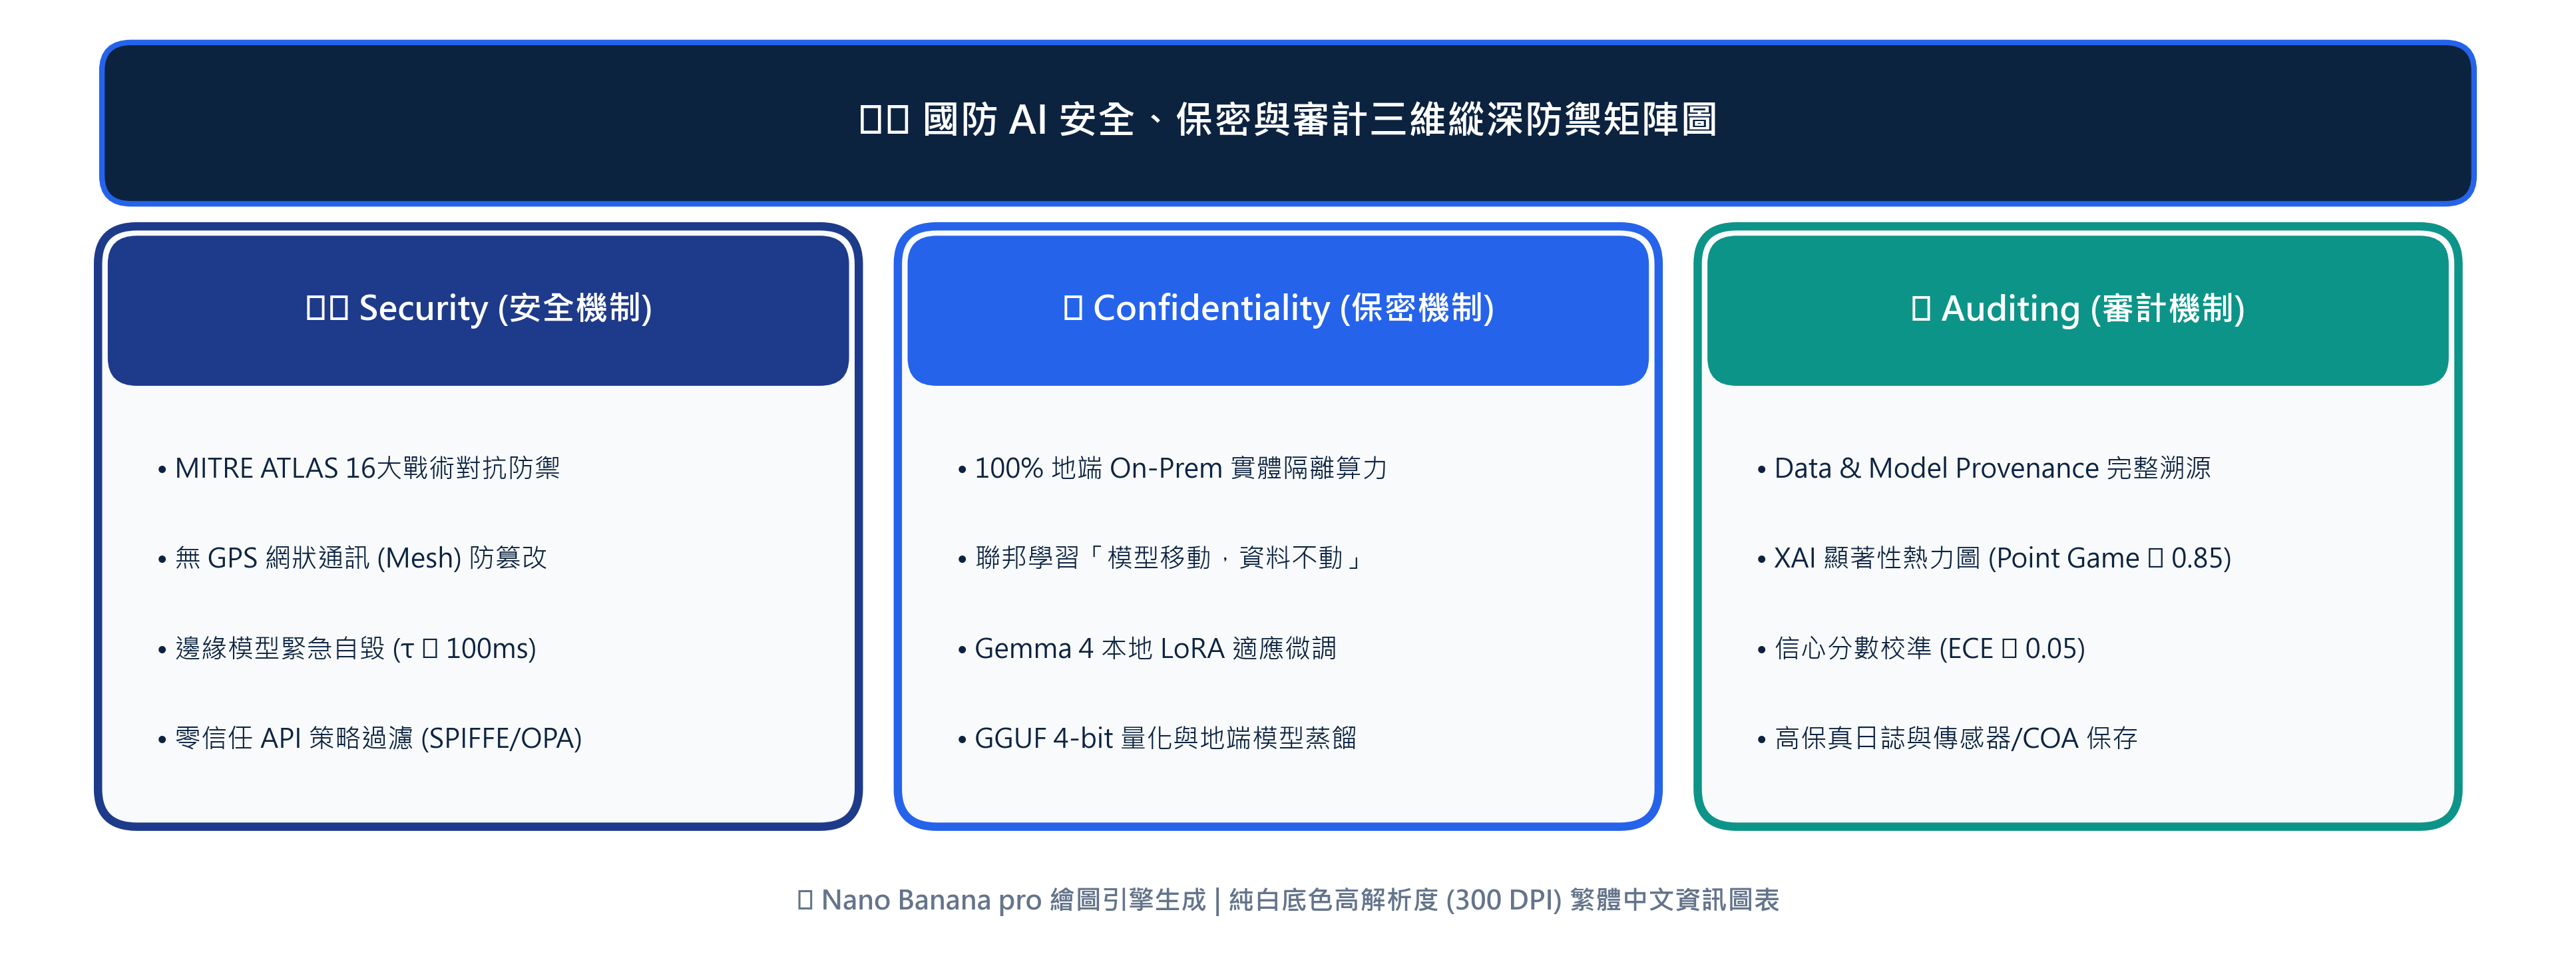 ▯▯ 國防 AI 安全、保密與審計三維縱深防禦矩陣圖
▯▯ Security (安全機制)
• MITRE ATLAS 16大戰術對抗防禦
• 無 GPS 網狀通訊 (Mesh) 防篡改
• 邊緣模型緊急自毀 (τ ▯ 100ms)
• 零信任 API 策略過濾 (SPIFFE/OPA)
▯ Confidentiality (保密機制)
• 100% 地端 On-Prem 實體隔離算力
• 聯邦學習「模型移動，資料不動」
• Gemma 4 本地 LoRA 適應微調
• GGUF 4-bit 量化與地端模型蒸餾
▯ Auditing (審計機制)
• Data & Model Provenance 完整溯源
• XAI 顯著性熱力圖 (Point Game ▯ 0.85)
• 信心分數校準 (ECE ▯ 0.05)
• 高保真日誌與傳感器/COA 保存
▯ Nano Banana pro 繪圖引擎生成 | 純白底色高解析度 (300 DPI) 繁體中文資訊圖表